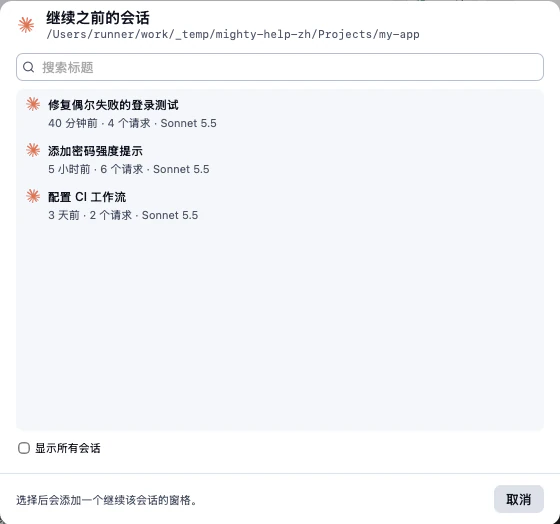 继续之前的会话
/Users/runner/work/_temp/mighty-help-zh/Projects/my-app
搜索标题
修复偶尔失败的登录测试
40 分钟前 · 4 个请求 · Sonnet 5.5
添加密码强度提示
5 小时前 · 6 个请求 · Sonnet 5.5
配置 CI 工作流
3 天前 · 2 个请求 · Sonnet 5.5
显示所有会话
选择后会添加一个继续该会话的窗格。
取消